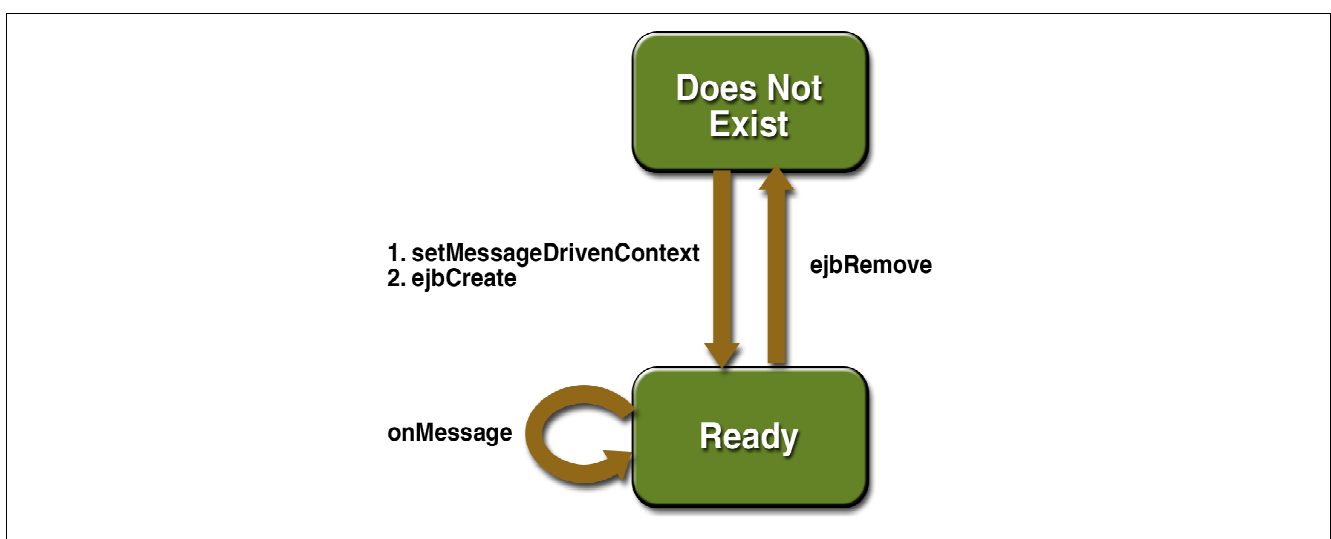 Does Not
Exist
1. setMessageDrivenContext
2. ejbCreate
ejbRemove
onMessage
Ready